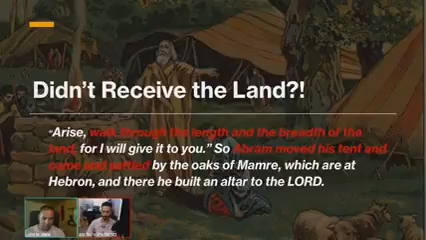 Didn't Receive the Land?!
"Arise, walk through the length and the breadth of the
land, for I will give it to you." So Abram moved his tent and
came and settled by the oaks of Mamre, which are at
Hebron, and there he built an altar to the LORD.